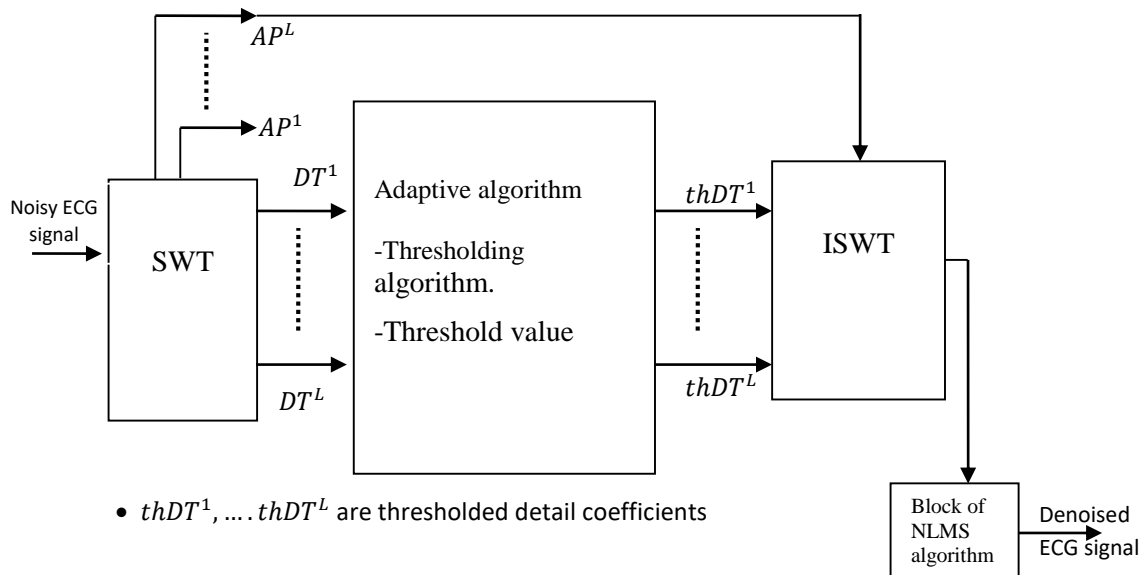 AP^L
AP^1
DT^1
Noisy ECG
signal
SWT
Adaptive algorithm
-Thresholding
algorithm.
-Threshold value
thDT^1
ISWT
DT^L
thDT^L
• thDT^1, ... . thDT^L are thresholded detail coefficients
Block of
NLMS
algorithm
Denoised
ECG signal